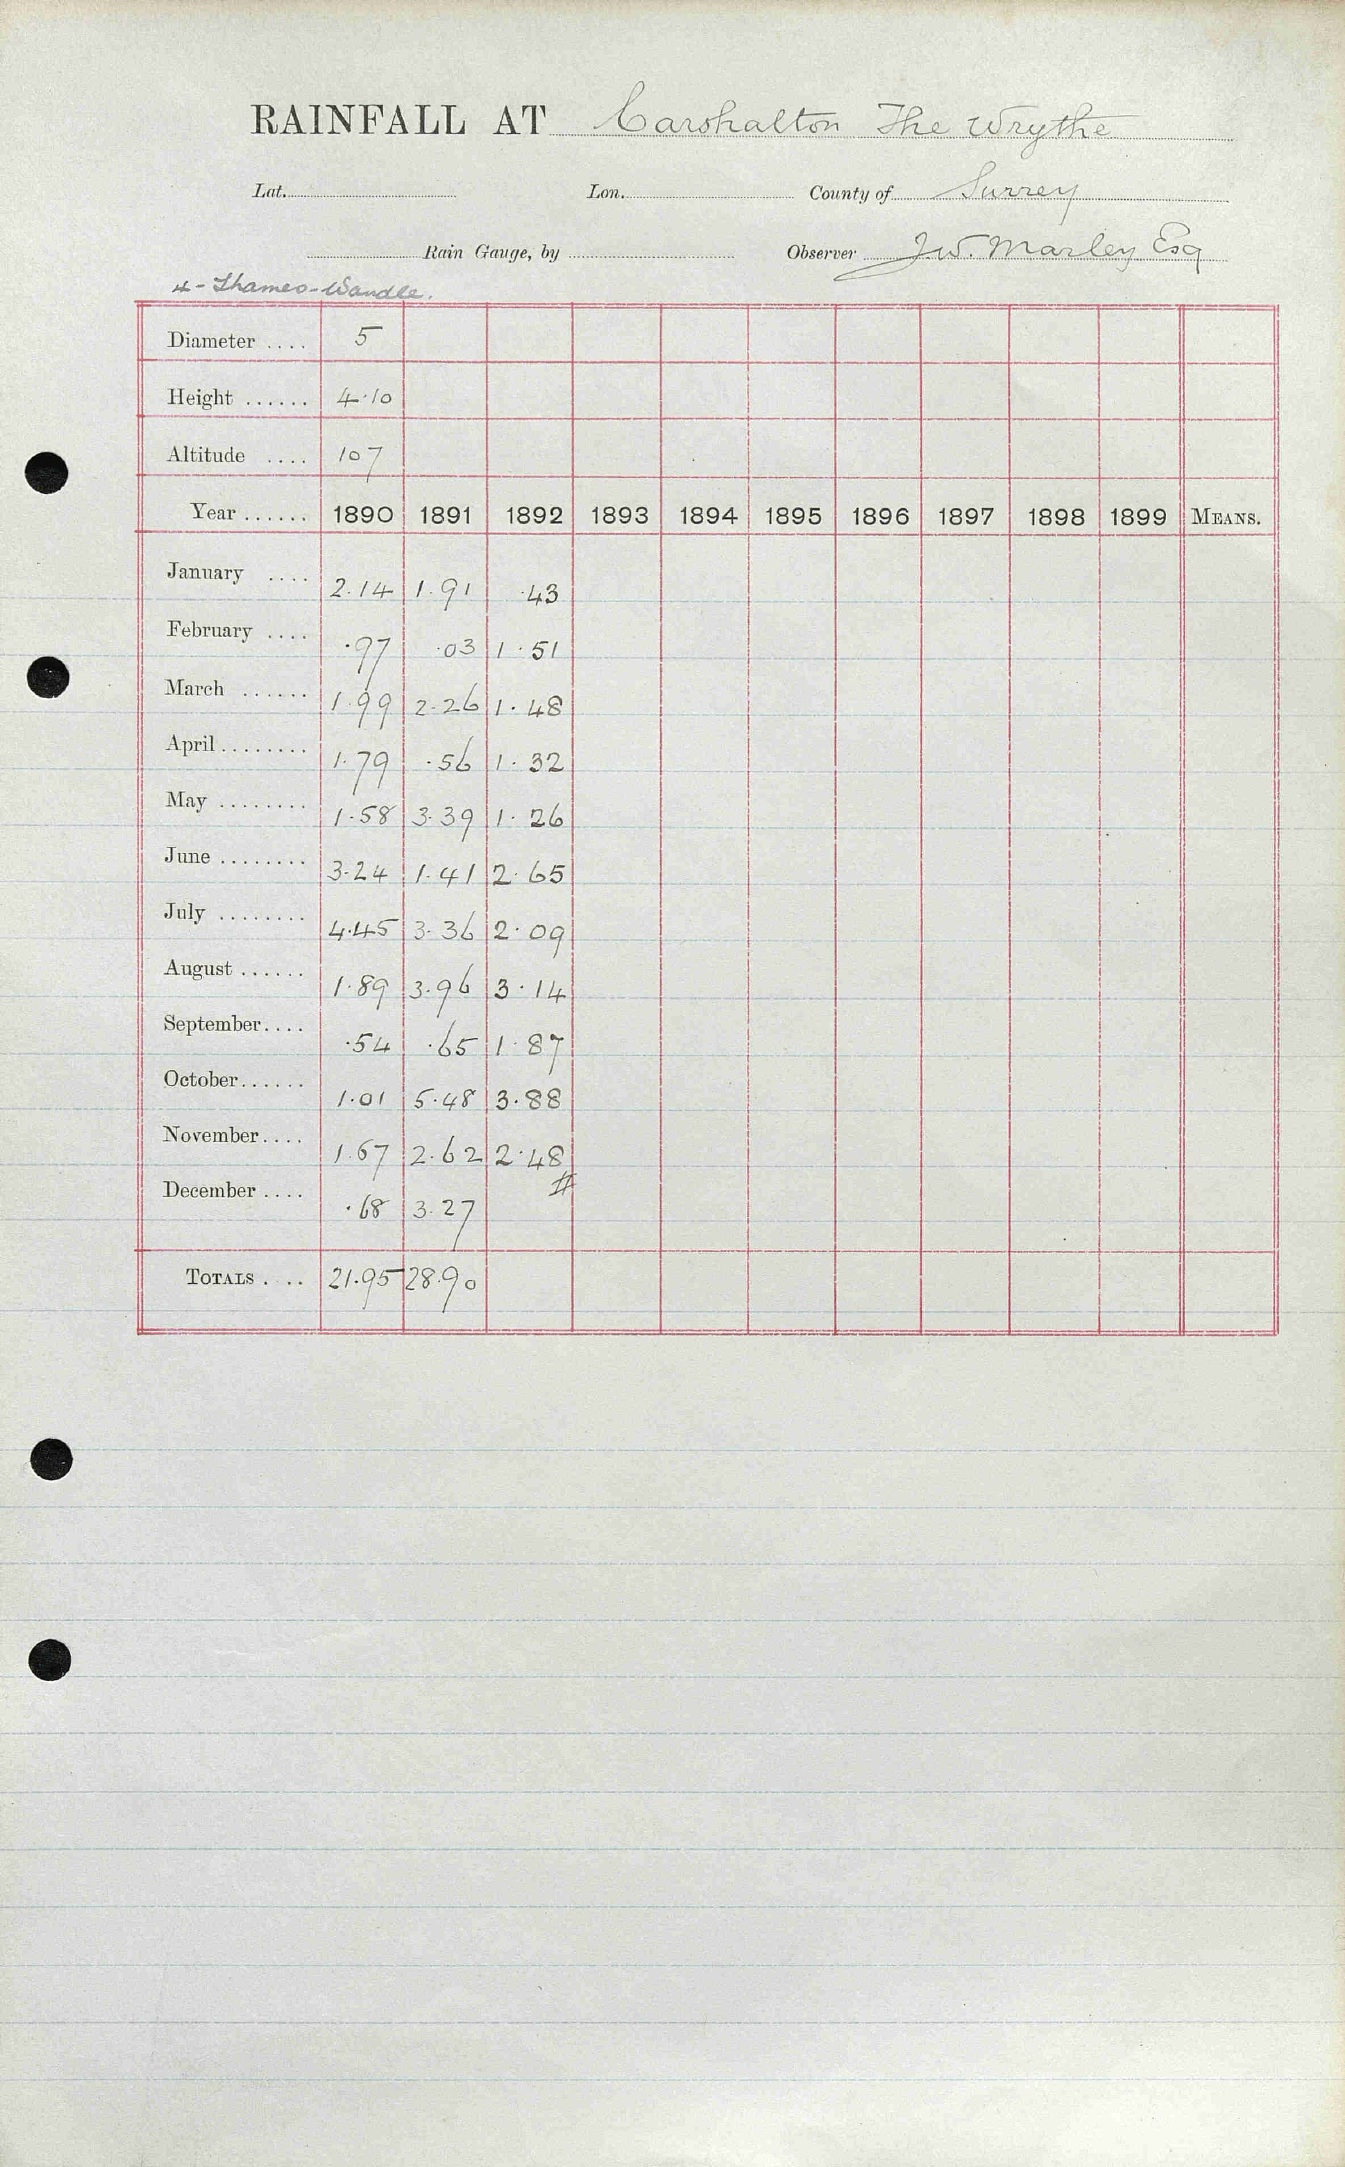 RAINFALL AT Carshalton The Wrythe
Lat. Lon. County of Surrey
Rain Gauge, by Observer J.W. Marley Esq
4 - Thames - Wandle.
Diameter .... 5
Height ...... 4.10
Altitude .... 107
Year ...... 1890 1891 1892 1893 1894 1895 1896 1897 1898 1899 MEANS.
January .... 2.14 1.91 .43
February .... .97 .03 1.51
March ...... 1.99 2.26 1.48
April ........ 1.79 .56 1.32
May ........ 1.58 3.39 1.26
June ........ 3.24 1.41 2.65
July ........ 4.45 3.36 2.09
August ...... 1.89 3.96 3.14
September .... .54 .65 1.87
October ...... 1.01 5.48 3.88
November .... 1.67 2.62 2.48
December .... .68 3.27 #
TOTALS . .. 21.95 28.90